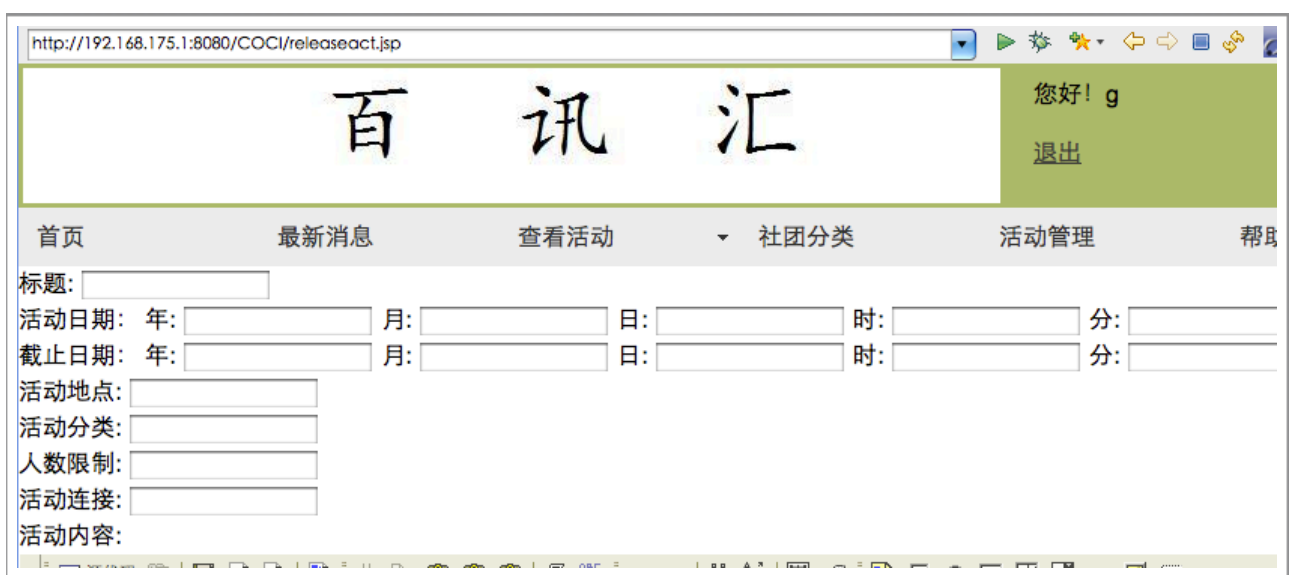 http://192.168.175.1:8080/COCI/releaseact.jsp
百 讯 汇
您好！g
退出
首页 最新消息 查看活动 社团分类 活动管理
标题:
活动日期: 年: 月: 日: 时: 分:
截止日期: 年: 月: 日: 时: 分:
活动地点:
活动分类:
人数限制:
活动连接:
活动内容: